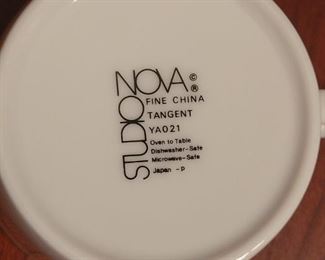 STUDIO
NOVA © ®
FINE CHINA
TANGENT
YA021
Oven to Table
Dishwasher-Safe
Microwave-Safe
Japan -p